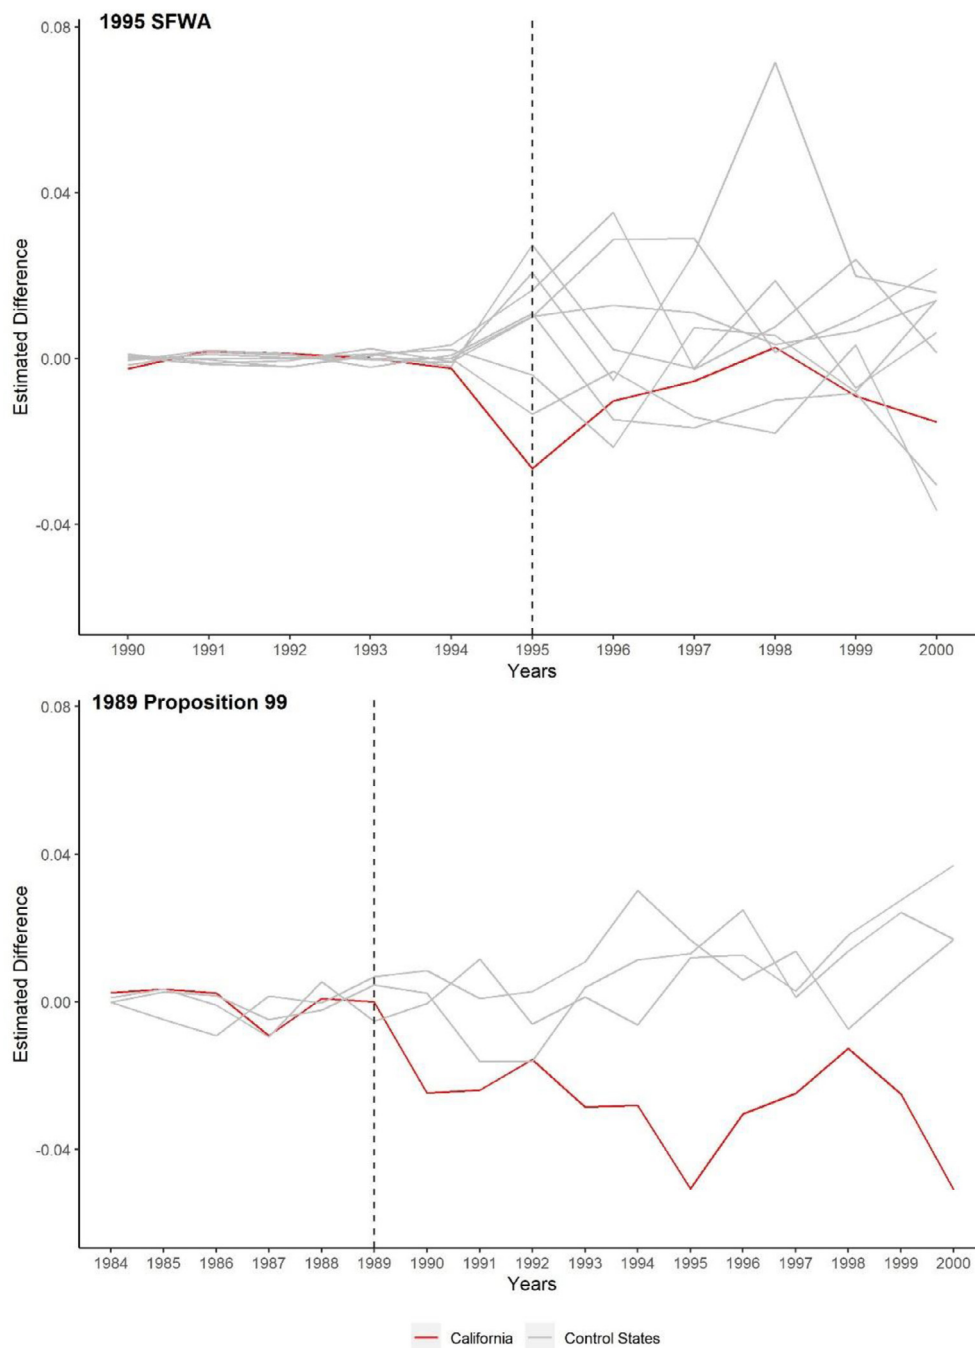 1995 SFWA
0.08
0.04
0.00
-0.04
Estimated Difference
1990 1991 1992 1993 1994 1995 1996 1997 1998 1999 2000
Years
1989 Proposition 99
0.08
0.04
0.00
-0.04
Estimated Difference
1984 1985 1986 1987 1988 1989 1990 1991 1992 1993 1994 1995 1996 1997 1998 1999 2000
Years
California Control States